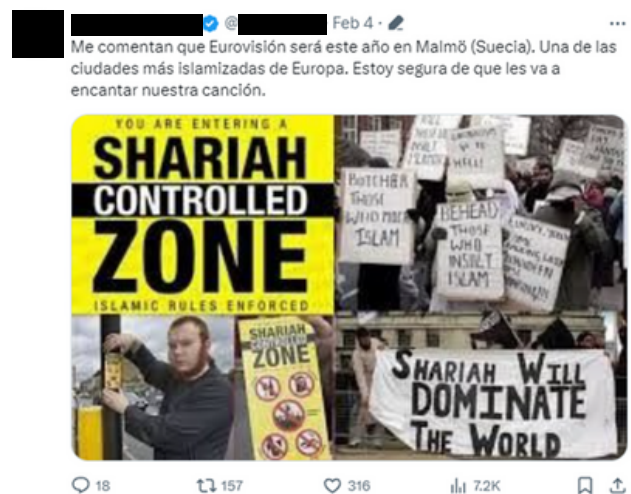 @
Feb 4 ·
Me comentan que Eurovisión será este año en Malmö (Suecia). Una de las
ciudades más islamizadas de Europa. Estoy segura de que les va a
encantar nuestra canción.
YOU ARE ENTERING A
SHARIAH
CONTROLLED
ZONE
ISLAMIC RULES ENFORCED
BUTCHER
THOSE
WHO MOCK
ISLAM
BEHEAD
THOSE
WHO
INSULT
ISLAM
SHARIAH
CONTROLLED
ZONE
SHARIAH WILL
DOMINATE
THE WORLD
18
157
316
7.2K